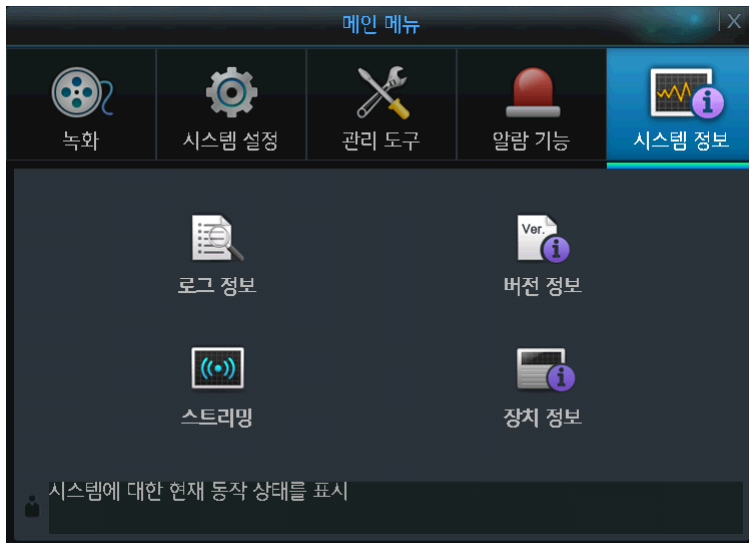 메인 메뉴
X
녹화
시스템 설정
관리 도구
알람 기능
시스템 정보
로그 정보
Ver.
버전 정보
스트리밍
장치 정보
시스템에 대한 현재 동작 상태를 표시